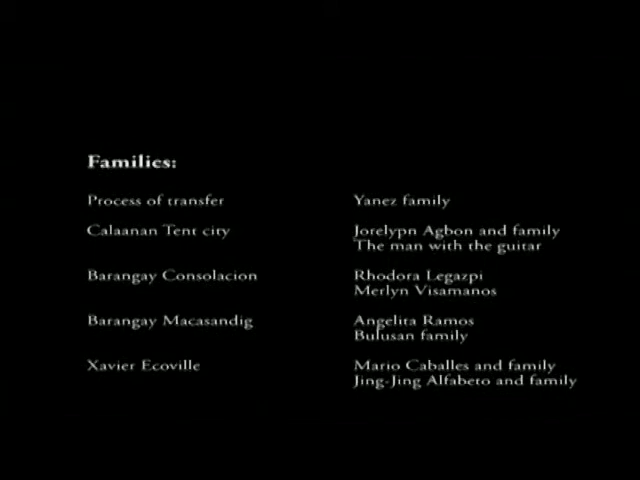 Families:
Process of transfer Yanez family
Calaanan Tent city Jorelypn Agbon and family
The man with the guitar
Barangay Consolacion Rhodora Legazpi
Merlyn Visamanos
Barangay Macasandig Angelita Ramos
Bulusan family
Xavier Ecoville Mario Caballes and family
Jing-Jing Alfabeto and family